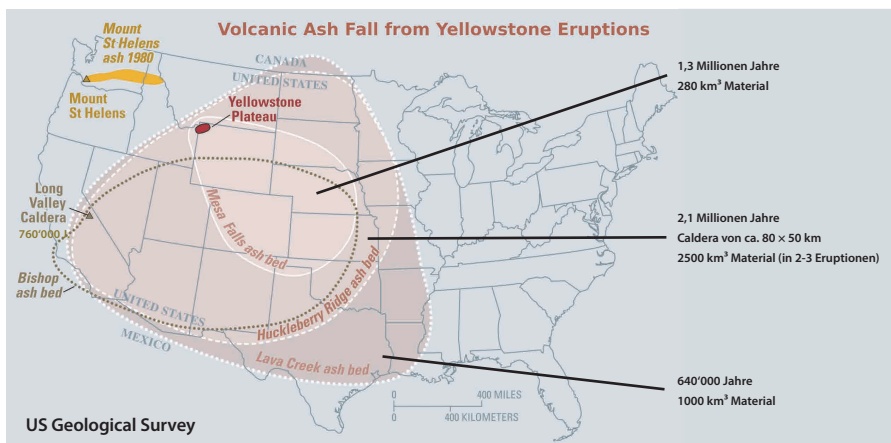 Volcanic Ash Fall from Yellowstone Eruptions
Mount
St Helens
ash 1980
Mount
St Helens
CANADA
UNITED STATES
Yellowstone
Plateau
Long
Valley
Caldera
760'000 J.
Bishop
ash bed
Mesa Falls ash bed
Huckleberry Ridge ash bed
Lava Creek ash bed
UNITED STATES
MEXICO
0 400 MILES
0 400 KILOMETERS
US Geological Survey
1,3 Millionen Jahre
280 km³ Material
2,1 Millionen Jahre
Caldera von ca. 80 × 50 km
2500 km³ Material (in 2-3 Eruptionen)
640'000 Jahre
1000 km³ Material